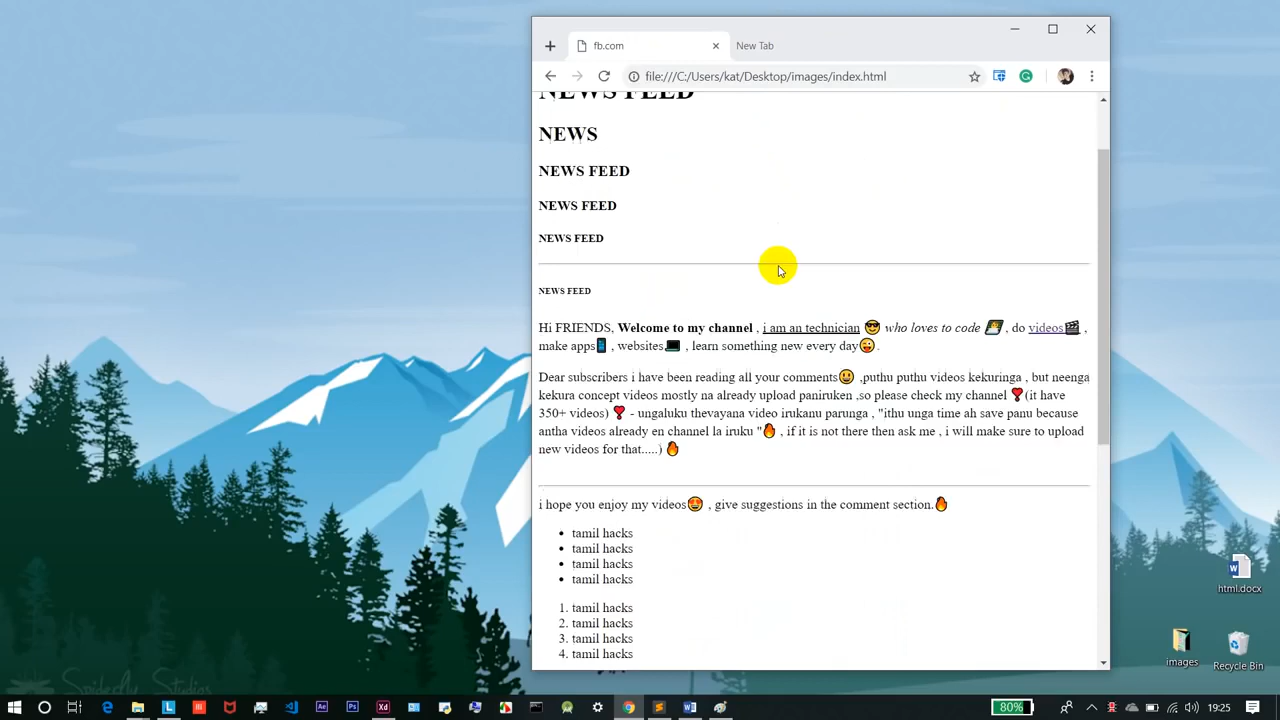 fb.com
New Tab
file:///C:/Users/kat/Desktop/images/index.html
NEWS FEED
NEWS
NEWS FEED
NEWS FEED
NEWS FEED
NEWS FEED
Hi FRIENDS, Welcome to my channel , i am an technician 😎 who loves to code 👨‍💻 , do videos🎬 ,
make apps📱 , websites💻 , learn something new every day😜.
Dear subscribers i have been reading all your comments😀 ,puthu puthu videos kekuringa , but neenga
kekura concept videos mostly na already upload paniruken ,so please check my channel ❣(it have
350+ videos) ❣ - ungaluku thevayana video irukanu parunga , "ithu unga time ah save panu because
antha videos already en channel la iruku "🔥 , if it is not there then ask me , i will make sure to upload
new videos for that.....) 🔥
i hope you enjoy my videos😍 , give suggestions in the comment section.🔥
• tamil hacks
• tamil hacks
• tamil hacks
• tamil hacks
1. tamil hacks
2. tamil hacks
3. tamil hacks
4. tamil hacks
html.docx
images
Recycle Bin
Spiderfly Studios
80%
19:25